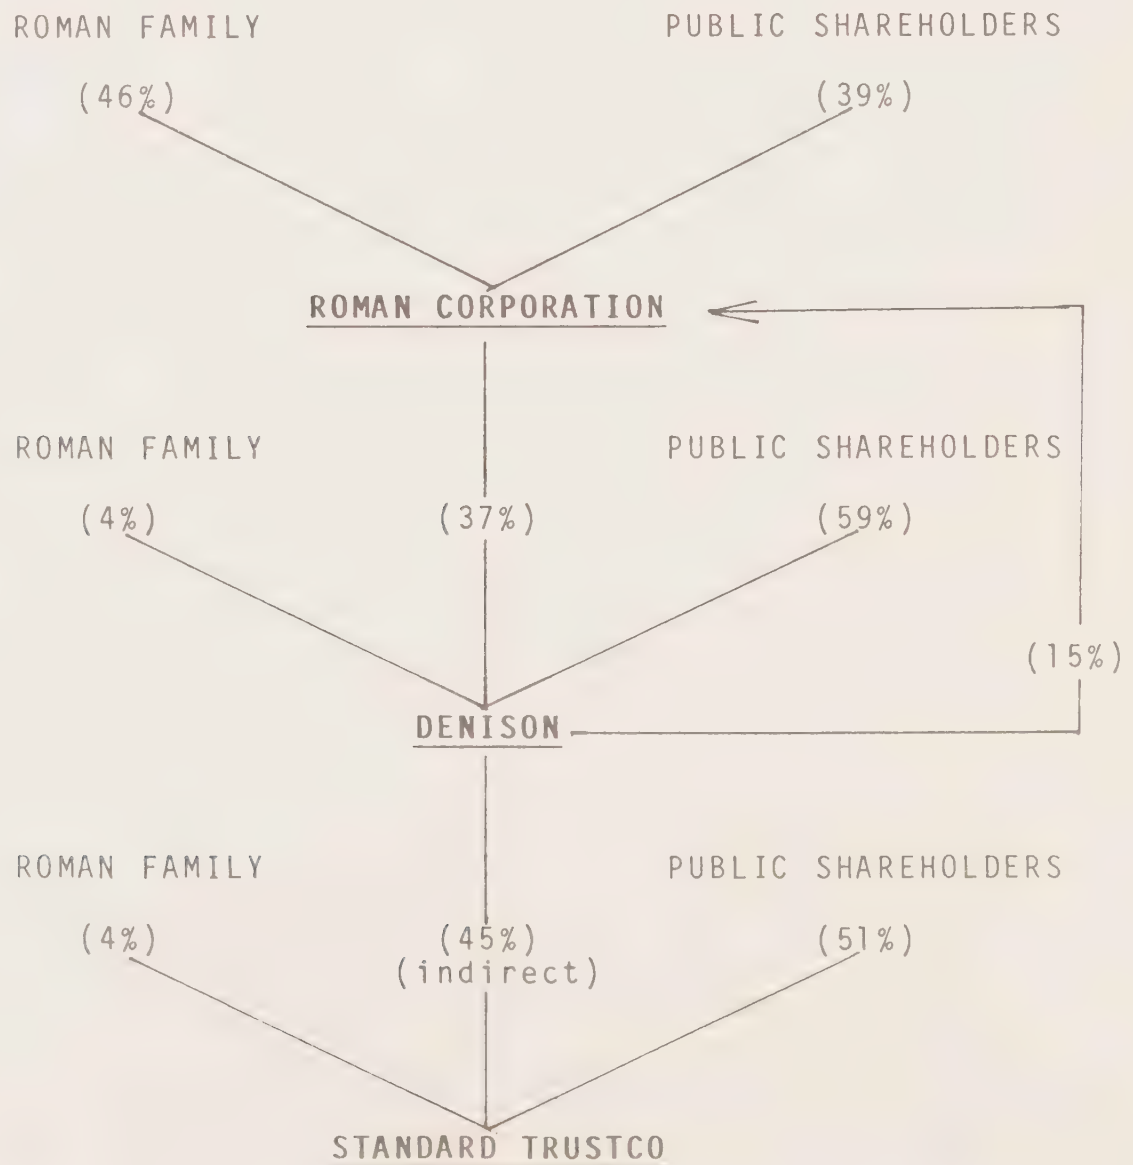 ROMAN FAMILY PUBLIC SHAREHOLDERS
(46%) (39%)
ROMAN CORPORATION
ROMAN FAMILY PUBLIC SHAREHOLDERS
(4%) (37%) (59%)
(15%)
DENISON
ROMAN FAMILY PUBLIC SHAREHOLDERS
(4%) (45%) (51%)
(indirect)
STANDARD TRUSTCO